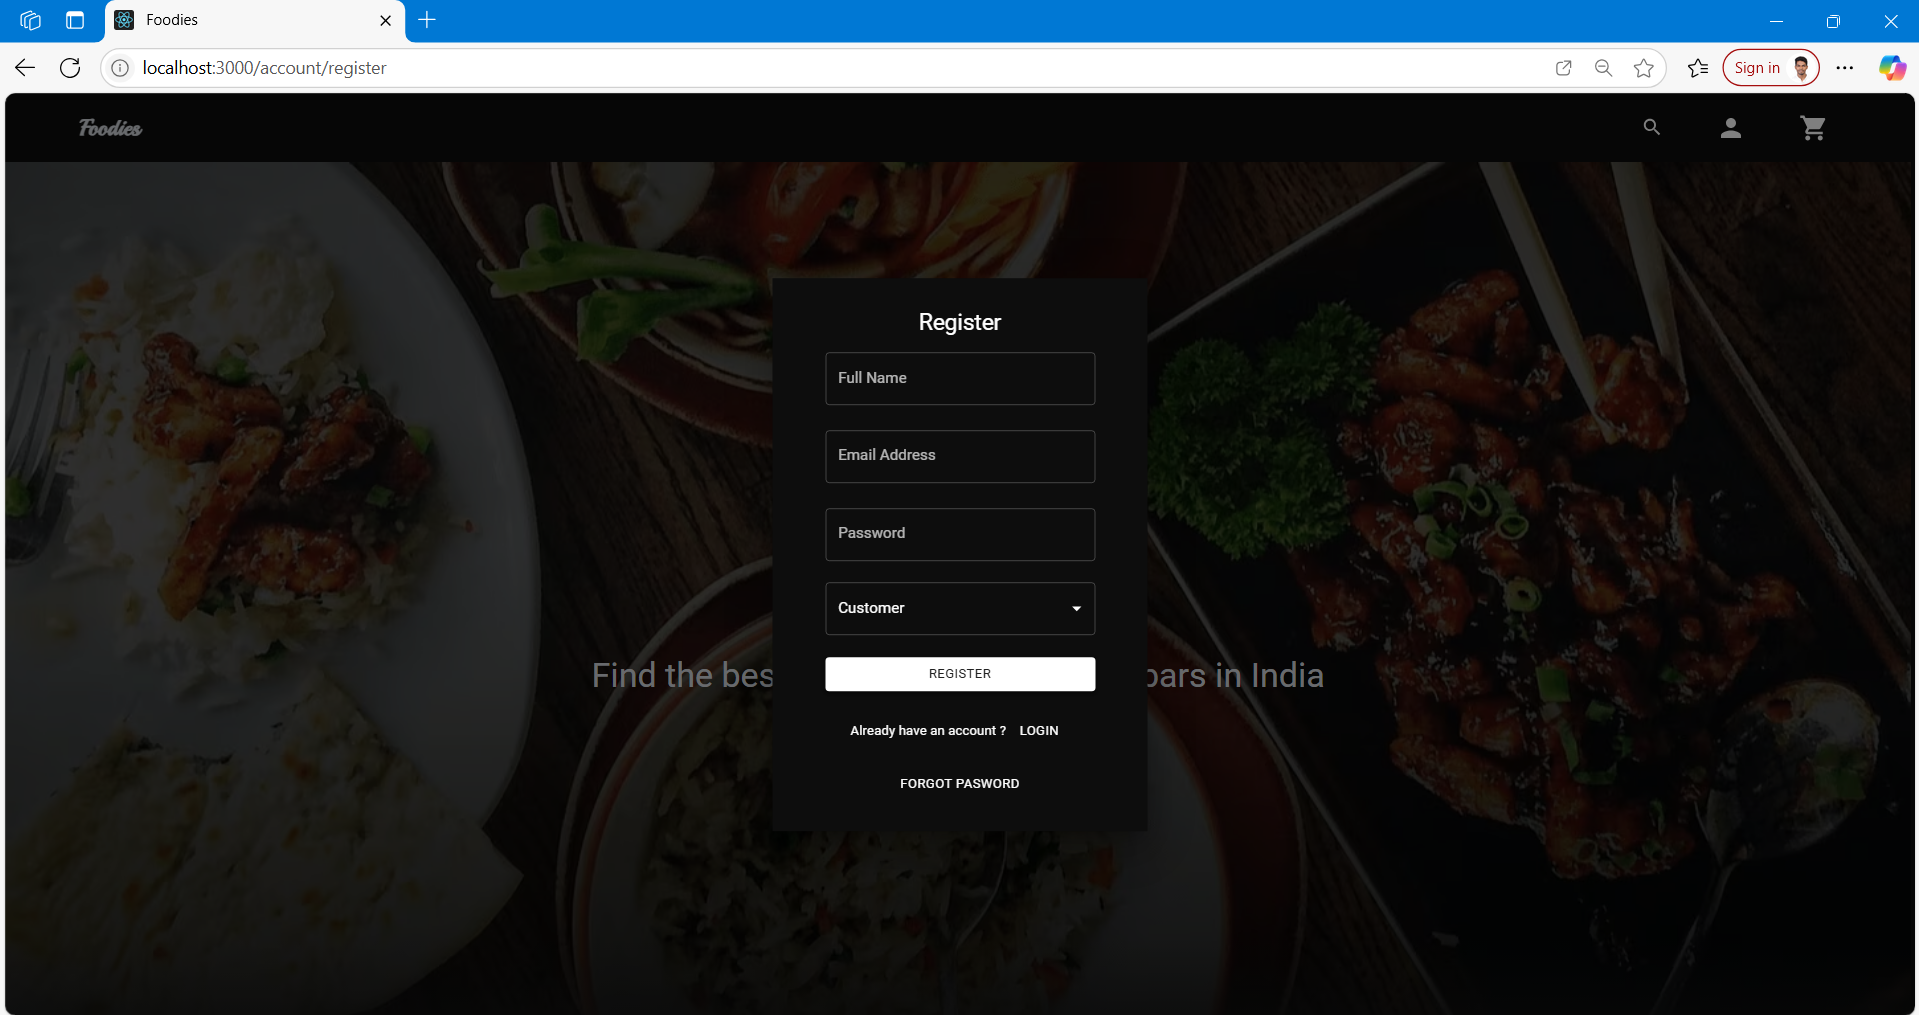 Foodies
localhost:3000/account/register
Sign in
Foodies
Register
Full Name
Email Address
Password
Customer
Find the bes
bars in India
REGISTER
Already have an account ? LOGIN
FORGOT PASWORD